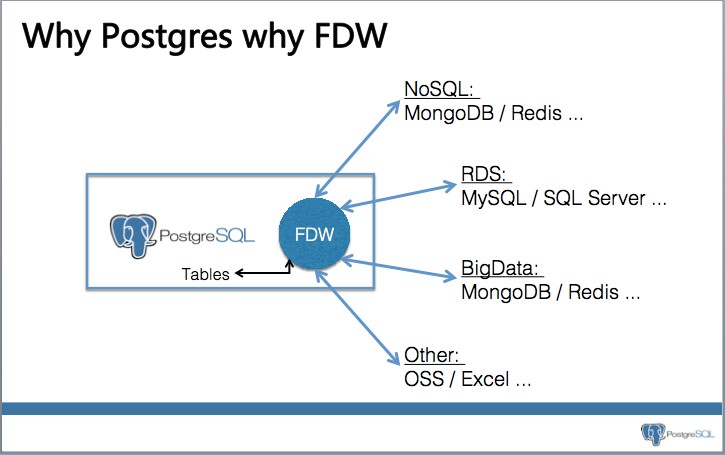 Why Postgres why FDW
NoSQL:
MongoDB / Redis ...
RDS:
MySQL / SQL Server ...
PostgreSQL
FDW
Tables
BigData:
MongoDB / Redis ...
Other:
OSS / Excel ...
PostgreSQL